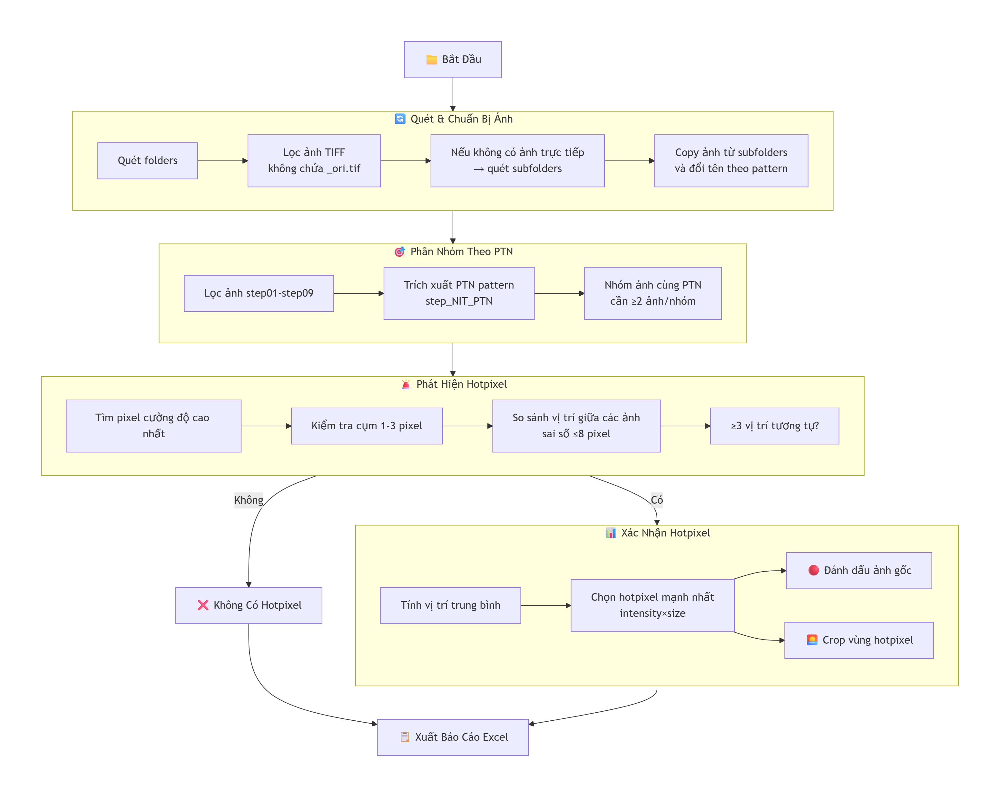 Bắt Đầu
Quét & Chuẩn Bị Ảnh
Quét folders
Lọc ảnh TIFF
không chứa _ori.tif
Nếu không có ảnh trực tiếp
→ quét subfolders
Copy ảnh từ subfolders
và đổi tên theo pattern
Phân Nhóm Theo PTN
Lọc ảnh step01-step09
Trích xuất PTN pattern
step_NIT_PTN
Nhóm ảnh cùng PTN
cần ≥2 ảnh/nhóm
Phát Hiện Hotpixel
Tìm pixel cường độ cao
nhất
Kiểm tra cụm 1-3 pixel
So sánh vị trí giữa các ảnh
sai số ≤8 pixel
≥3 vị trí tương tự?
Không
Có
Xác Nhận Hotpixel
Không Có Hotpixel
Tính vị trí trung bình
Chọn hotpixel mạnh nhất
intensity×size
Đánh dấu ảnh gốc
Crop vùng hotpixel
Xuất Báo Cáo Excel